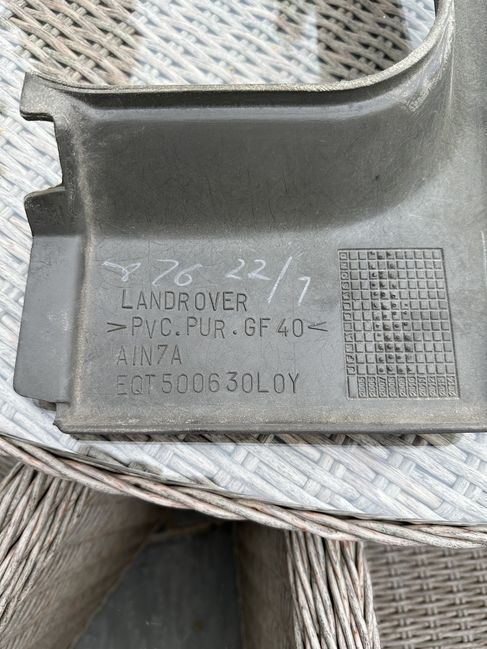 876 22/7
LANDROVER
>PVC.PUR.GF40<
AIN7A
EQT500630LOY